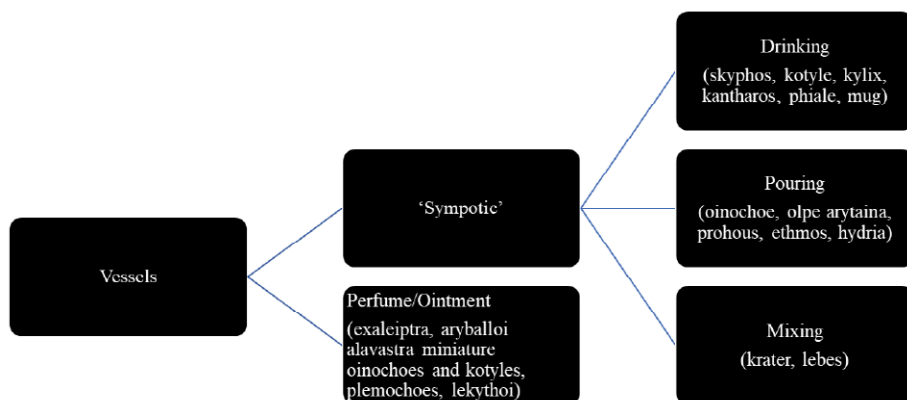 Vessels
‘Sympotic’
Perfume/Ointment
(exaleiptra, aryballoi
alavastra miniature
oinochoes and kotyles,
plemochoes, lekythoi)
Drinking
(skyphos, kotyle, kylix,
kantharos, phiale, mug)
Pouring
(oinochoe, olpe arytaina,
prohous, ethmos, hydria)
Mixing
(krater, lebes)